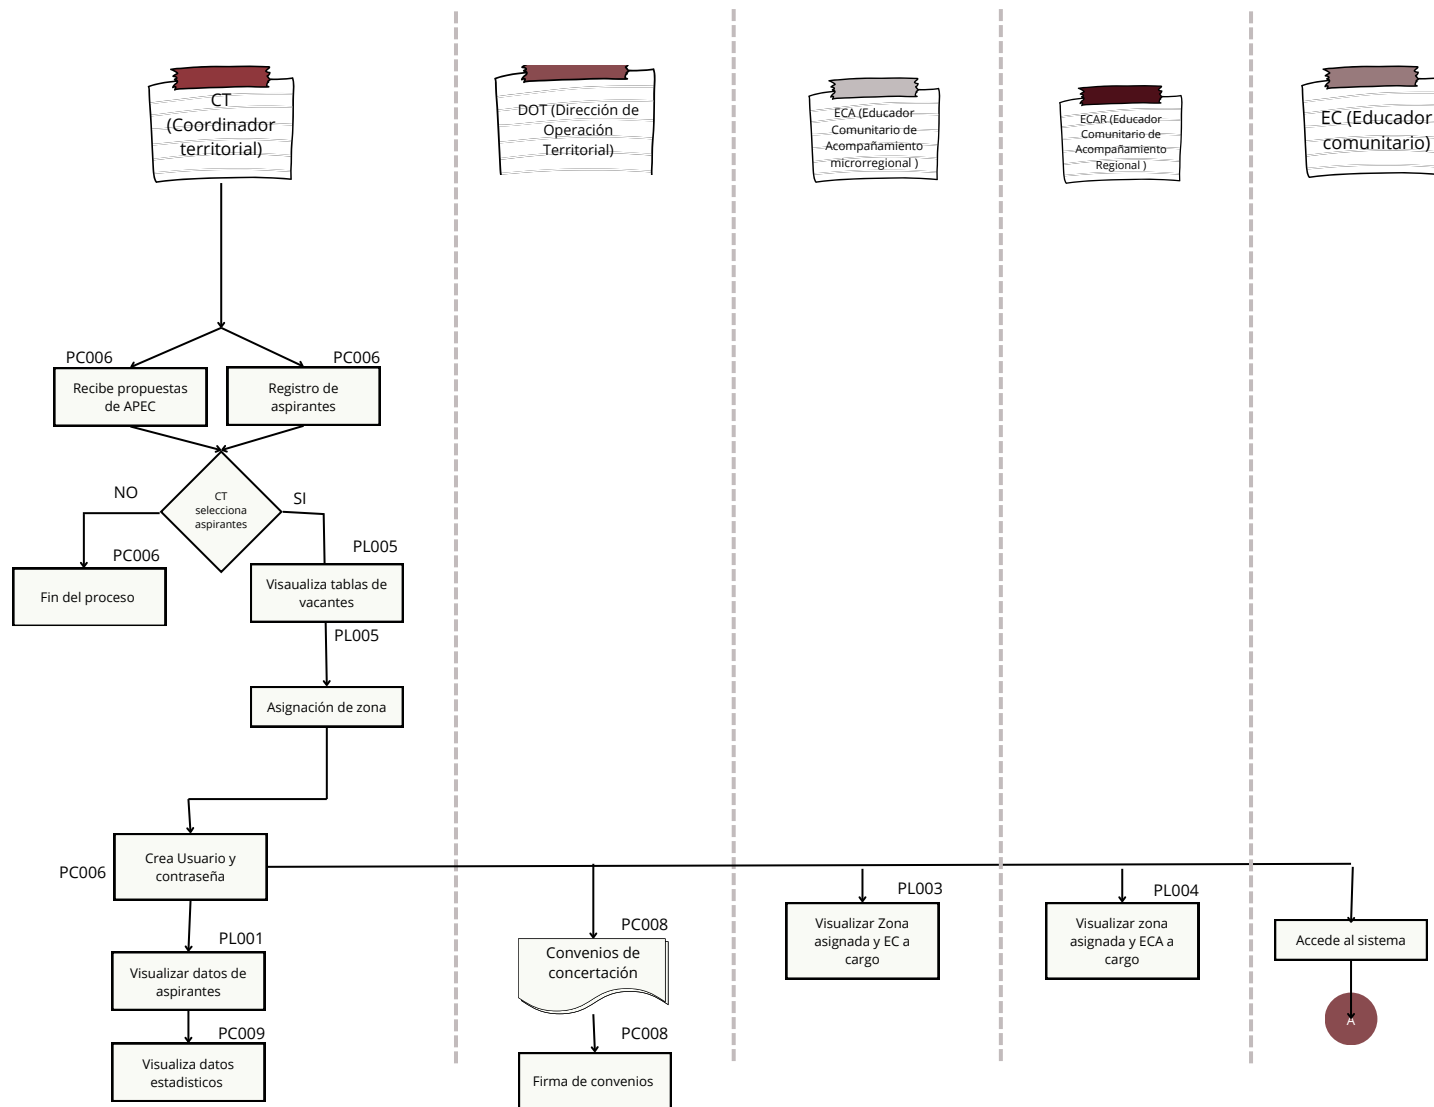 CT
(Coordinador
territorial)
DOT (Dirección de
Operación
Territorial)
ECA (Educador
Comunitario de
Acompañamiento
microrregional )
ECAR (Educador
Comunitario de
Acompañamiento
Regional )
EC (Educador
comunitario)
PC006
Recibe propuestas
de APEC
PC006
Registro de
aspirantes
CT
selecciona
aspirantes
NO
SI
PC006
Fin del proceso
PL005
Visaualiza tablas de
vacantes
PL005
Asignación de zona
PC006
Crea Usuario y
contraseña
PL001
Visualizar datos de
aspirantes
PC009
Visualiza datos
estadisticos
PC008
Convenios de
concertación
PC008
Firma de convenios
PL003
Visualizar Zona
asignada y EC a
cargo
PL004
Visualizar zona
asignada y ECA a
cargo
Accede al sistema
A